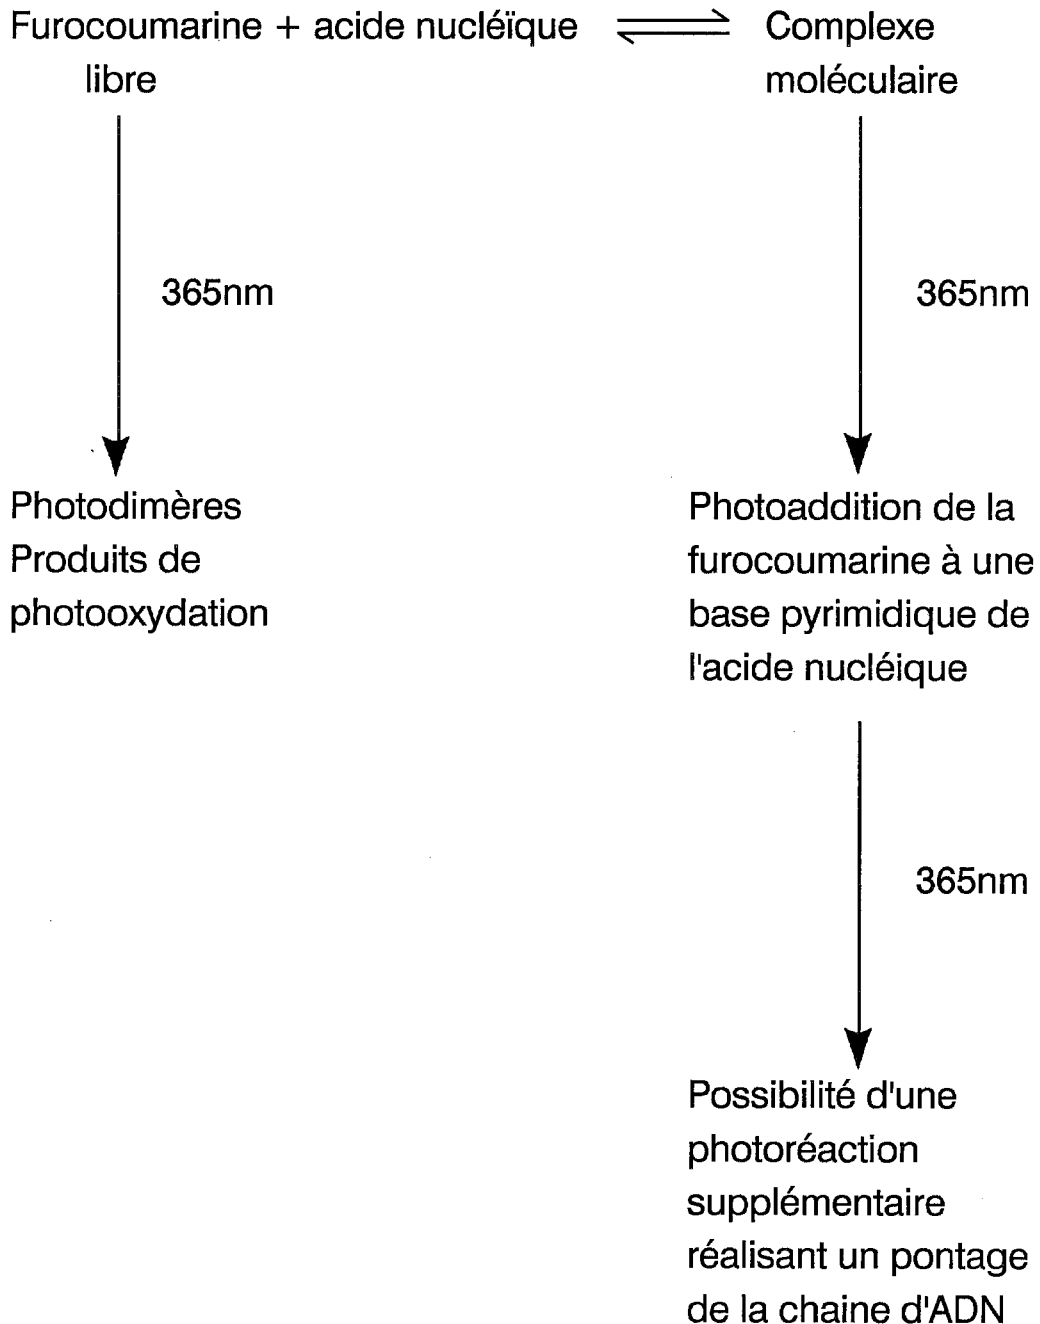 Furocoumarine + acide nucléïque ⇌ Complexe
libre moléculaire
365nm 365nm
Photodimères
Produits de
photooxydation
Photoaddition de la
furocoumarine à une
base pyrimidique de
l'acide nucléique
365nm
Possibilité d'une
photoréaction
supplémentaire
réalisant un pontage
de la chaine d'ADN